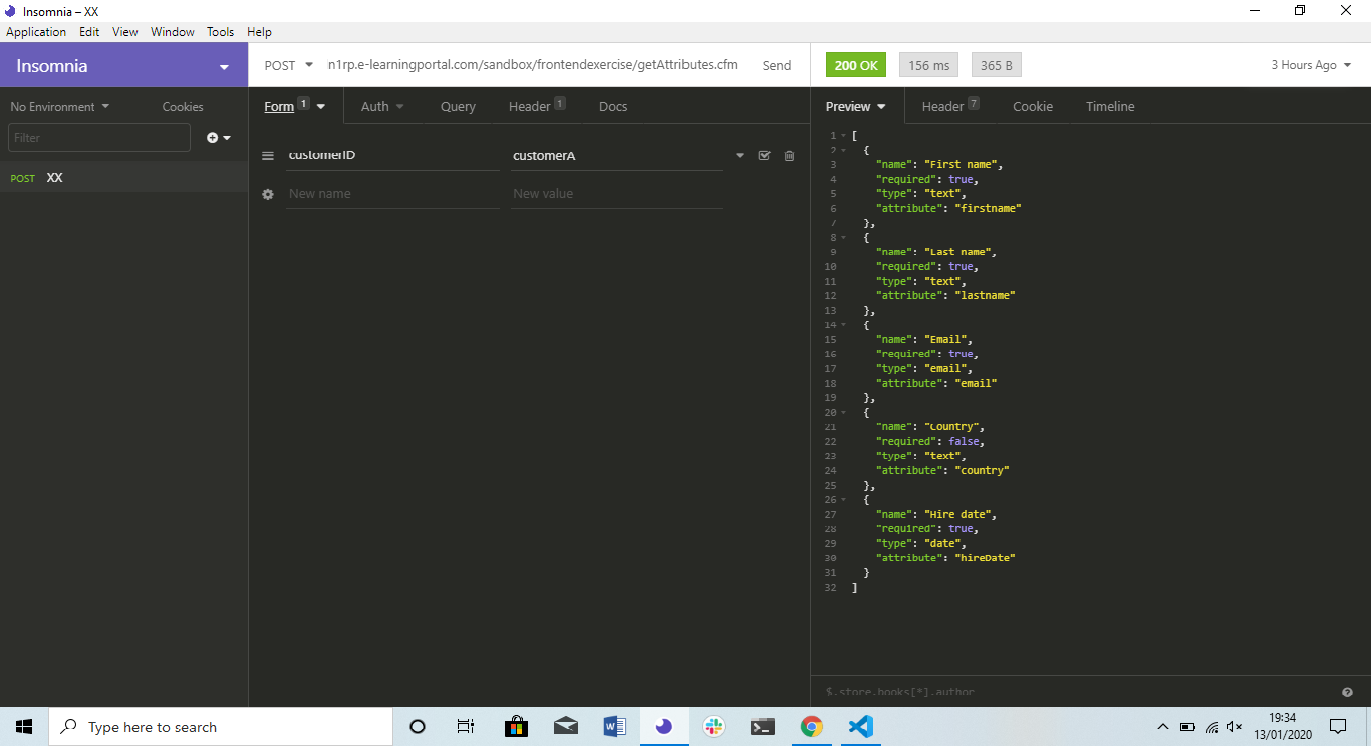 Insomnia – XX
Application Edit View Window Tools Help
Insomnia
POST n1rp.e-learningportal.com/sandbox/frontendexercise/getAttributes.cfm Send
200 OK 156 ms 365 B 3 Hours Ago
No Environment Cookies
Form 1 Auth Query Header 1 Docs
Preview Header 7 Cookie Timeline
Filter
POST XX
customerID customerA
New name New value
1 [
2 {
3 "name": "First name",
4 "required": true,
5 "type": "text",
6 "attribute": "firstname"
7 },
8 {
9 "name": "Last name",
10 "required": true,
11 "type": "text",
12 "attribute": "lastname"
13 },
14 {
15 "name": "Email",
16 "required": true,
17 "type": "email",
18 "attribute": "email"
19 },
20 {
21 "name": "Country",
22 "required": false,
23 "type": "text",
24 "attribute": "country"
25 },
26 {
27 "name": "Hire date",
28 "required": true,
29 "type": "date",
30 "attribute": "hireDate"
31 }
32 ]
$.store.books[*].author
Type here to search
19:34
13/01/2020